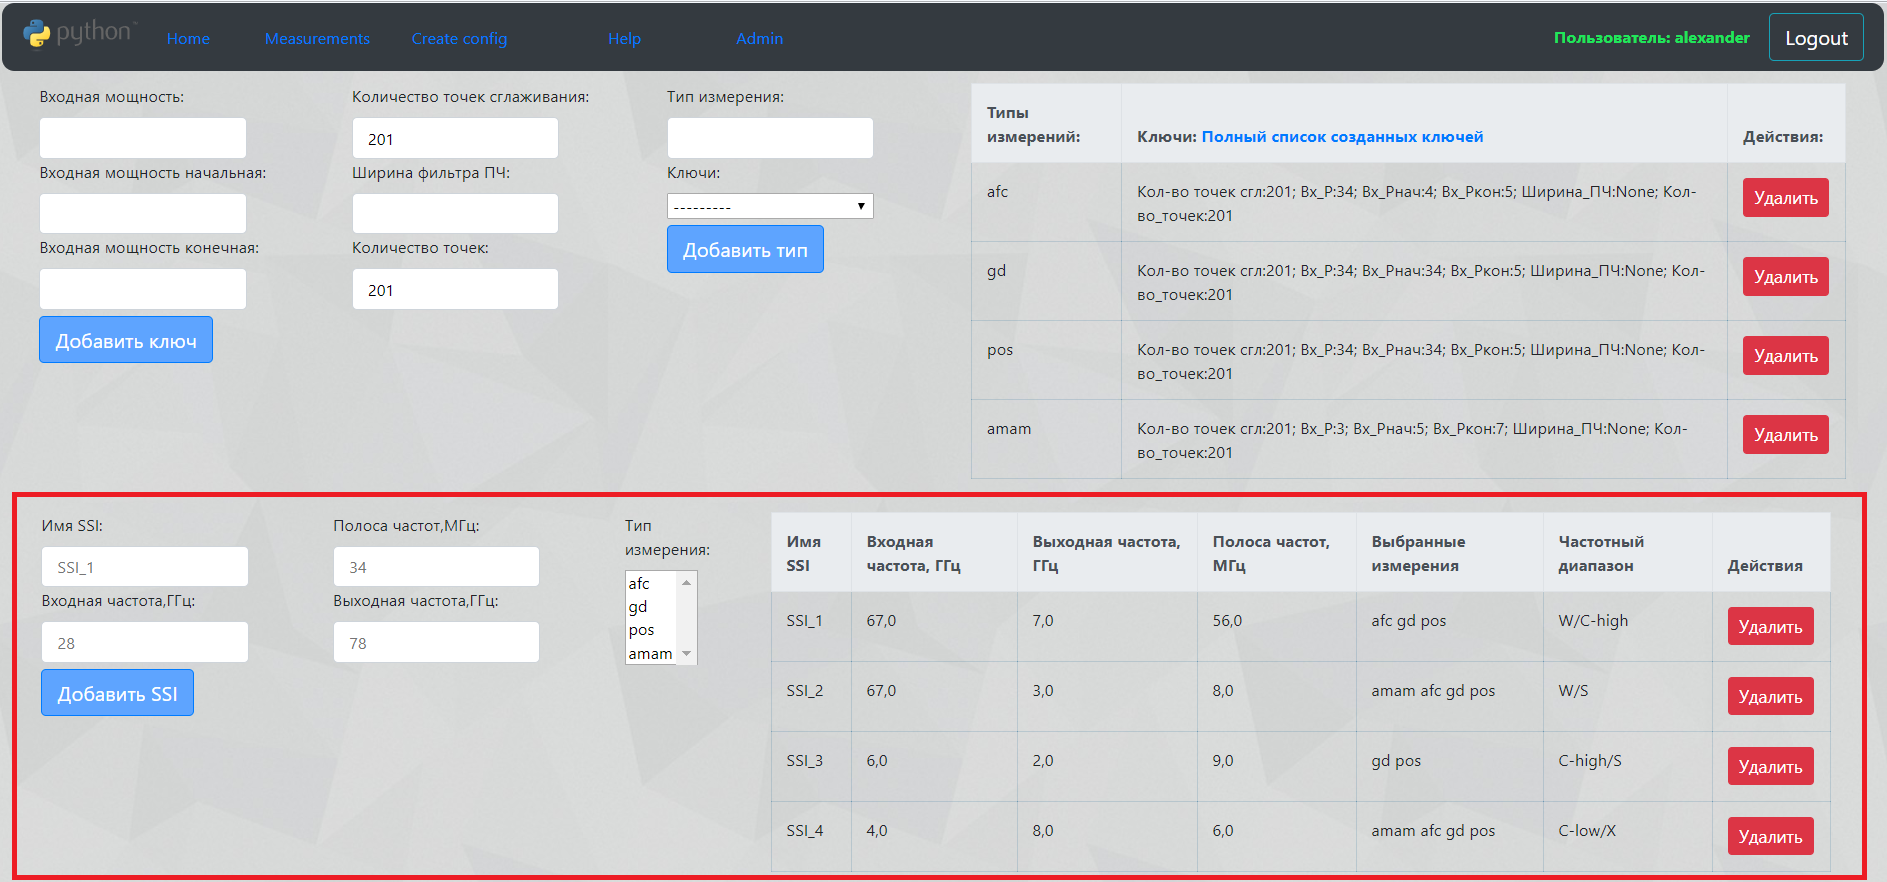 python™
Home
Measurements
Create config
Help
Admin
Пользователь: alexander
Logout
Входная мощность:
Входная мощность начальная:
Входная мощность конечная:
Добавить ключ
Количество точек сглаживания:
201
Ширина фильтра ПЧ:
Количество точек:
201
Тип измерения:
Ключи:
---------
Добавить тип
Типы
измерений:
Ключи: Полный список созданных ключей
Действия:
afc
Кол-во точек сгл:201; Вх_Р:34; Вх_Рнач:4; Вх_Ркон:5; Ширина_ПЧ:None; Кол-
во_точек:201
Удалить
gd
Кол-во точек сгл:201; Вх_Р:34; Вх_Рнач:34; Вх_Ркон:5; Ширина_ПЧ:None; Кол-
во_точек:201
Удалить
pos
Кол-во точек сгл:201; Вх_Р:34; Вх_Рнач:34; Вх_Ркон:5; Ширина_ПЧ:None; Кол-
во_точек:201
Удалить
amam
Кол-во точек сгл:201; Вх_Р:3; Вх_Рнач:5; Вх_Ркон:7; Ширина_ПЧ:None; Кол-
во_точек:201
Удалить
Имя SSI:
SSI_1
Входная частота,ГГц:
28
Добавить SSI
Полоса частот,МГц:
34
Выходная частота,ГГц:
78
Тип
измерения:
afc
gd
pos
amam
Имя
SSI
Входная
частота, ГГц
Выходная частота,
ГГц
Полоса частот,
МГц
Выбранные
измерения
Частотный
диапазон
Действия
SSI_1
67,0
7,0
56,0
afc gd pos
W/C-high
Удалить
SSI_2
67,0
3,0
8,0
amam afc gd pos
W/S
Удалить
SSI_3
6,0
2,0
9,0
gd pos
C-high/S
Удалить
SSI_4
4,0
8,0
6,0
amam afc gd pos
C-low/X
Удалить